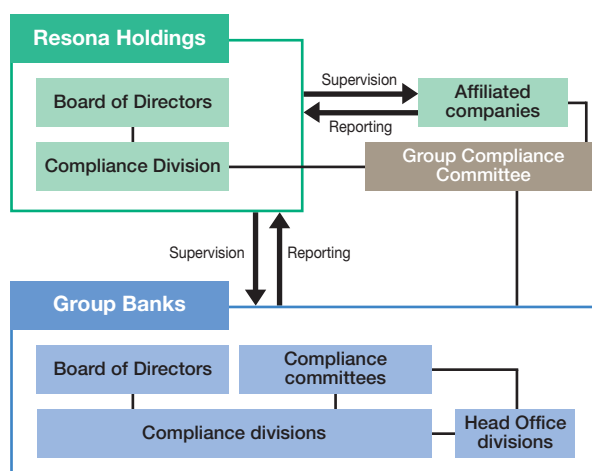 Resona Holdings
Board of Directors
Compliance Division
Supervision
Reporting
Affiliated
companies
Group Compliance
Committee
Supervision
Reporting
Group Banks
Board of Directors
Compliance
committees
Compliance divisions
Head Office
divisions